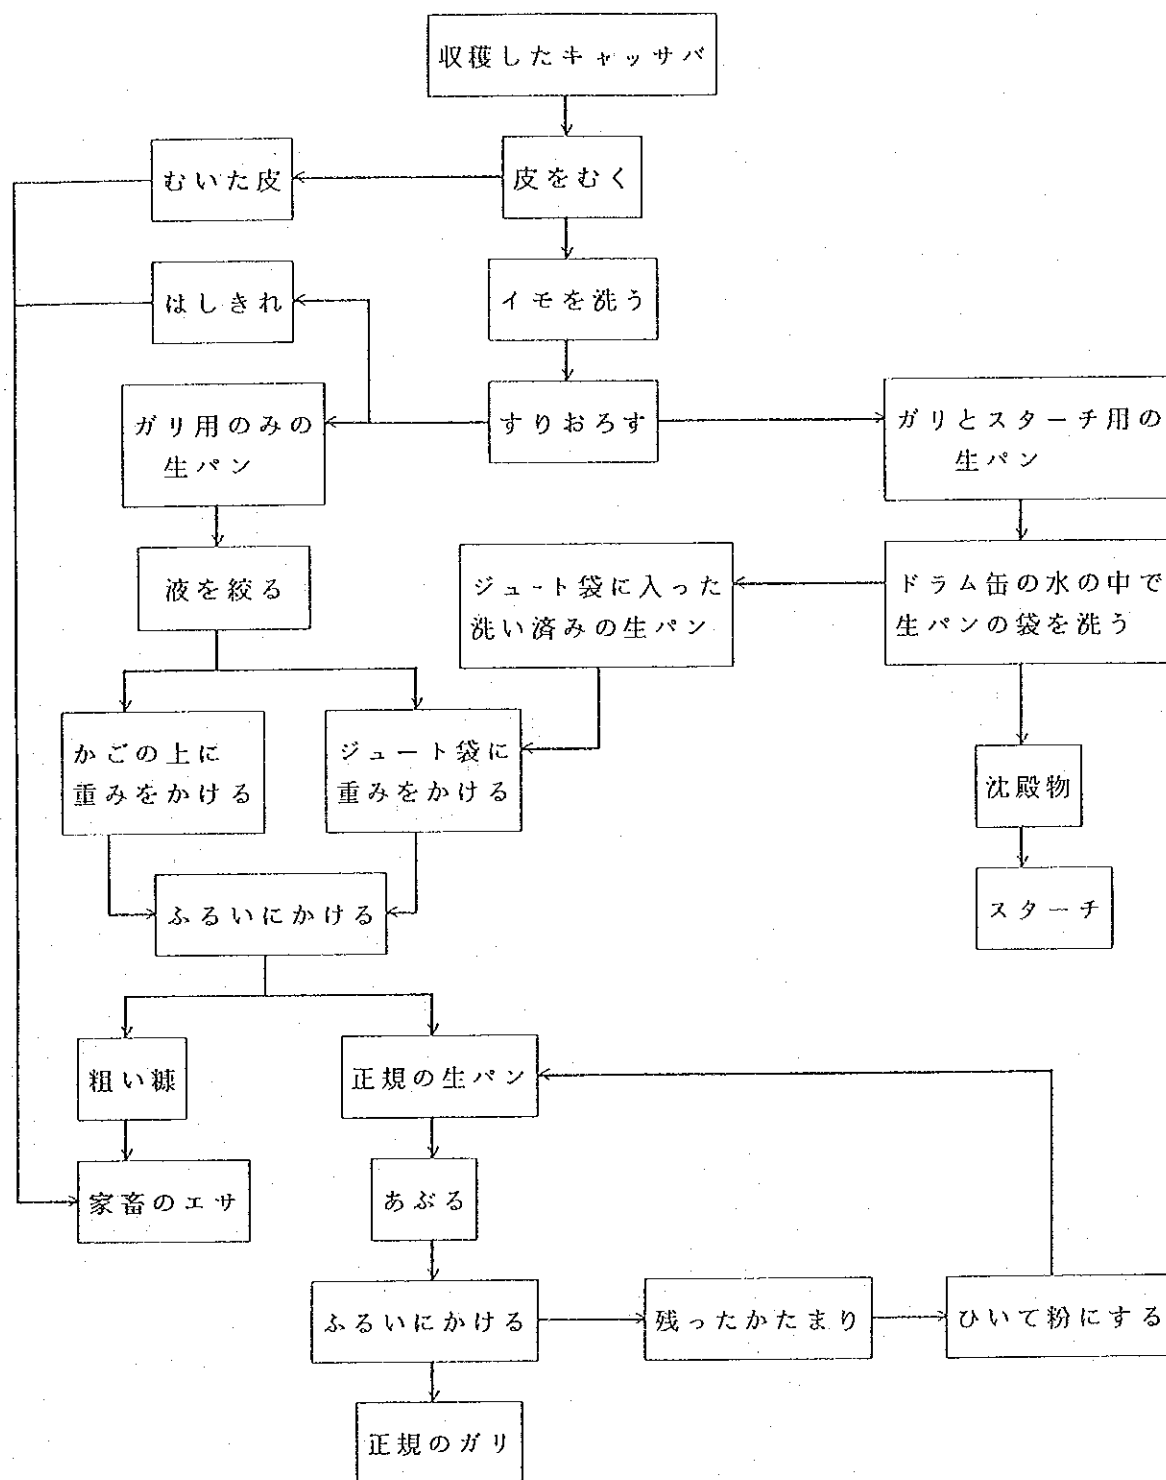 収穫したキャッサバ
むいた皮
皮をむく
はしきれ
イモを洗う
ガリ用のみの
生パン
すりおろす
ガリとスターチ用の
生パン
液を絞る
ジュート袋に入った
洗い済みの生パン
ドラム缶の水の中で
生パンの袋を洗う
かごの上に
重みをかける
ジュート袋に
重みをかける
沈殿物
ふるいにかける
スターチ
粗い糠
正規の生パン
家畜のエサ
あぶる
ふるいにかける
残ったかたまり
ひいて粉にする
正規のガリ